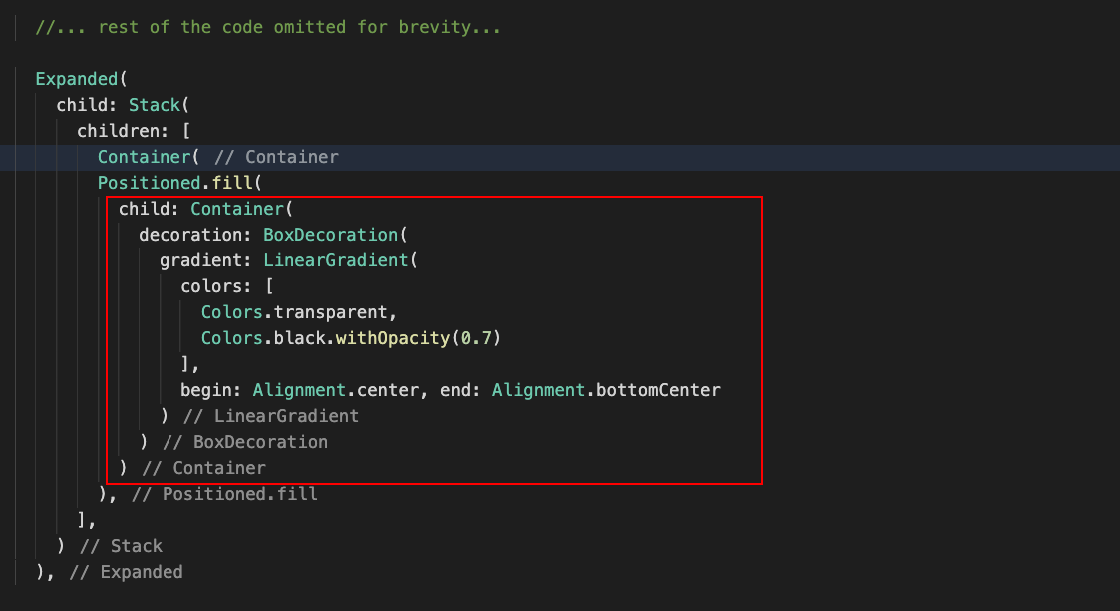 //... rest of the code omitted for brevity...
Expanded(
child: Stack(
children: [
Container( // Container
Positioned.fill(
child: Container(
decoration: BoxDecoration(
gradient: LinearGradient(
colors: [
Colors.transparent,
Colors.black.withOpacity(0.7)
],
begin: Alignment.center, end: Alignment.bottomCenter
) // LinearGradient
) // BoxDecoration
) // Container
), // Positioned.fill
],
) // Stack
), // Expanded